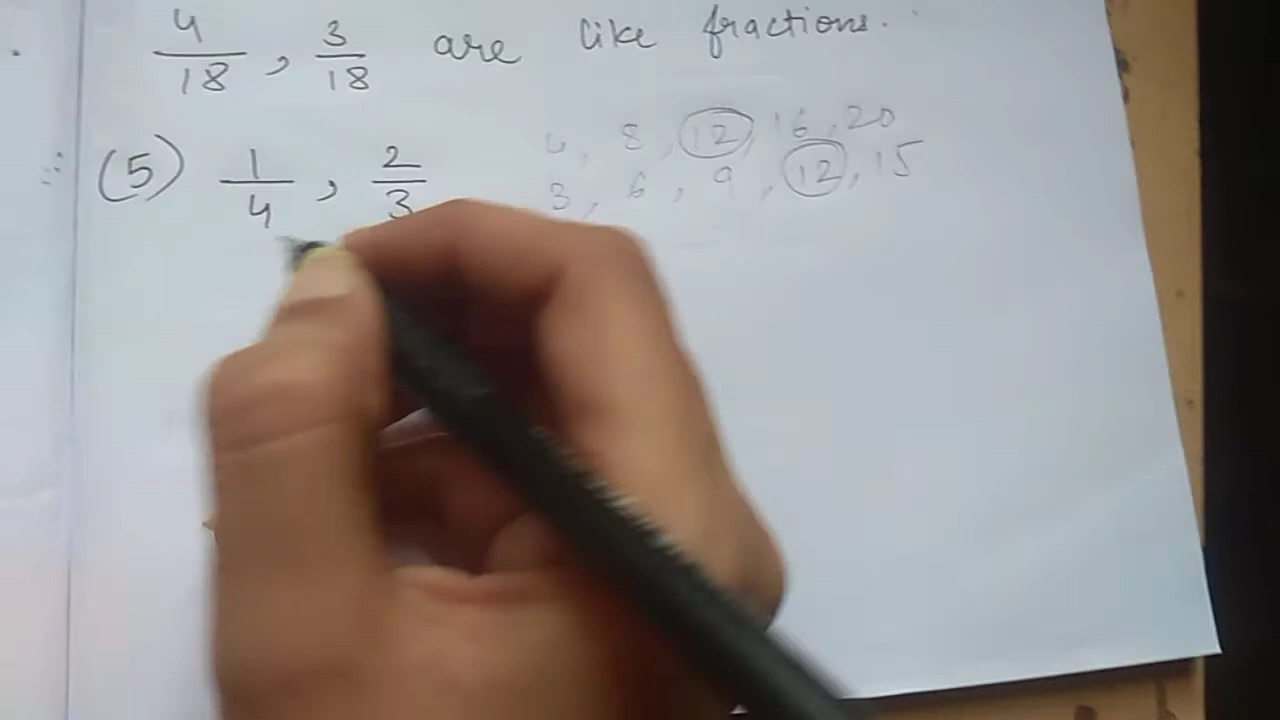 4/18 , 3/18 are like fractions.
4, 8, 12, 16, 20
(5) 1/4 , 2/3
3, 6, 9, 12, 15